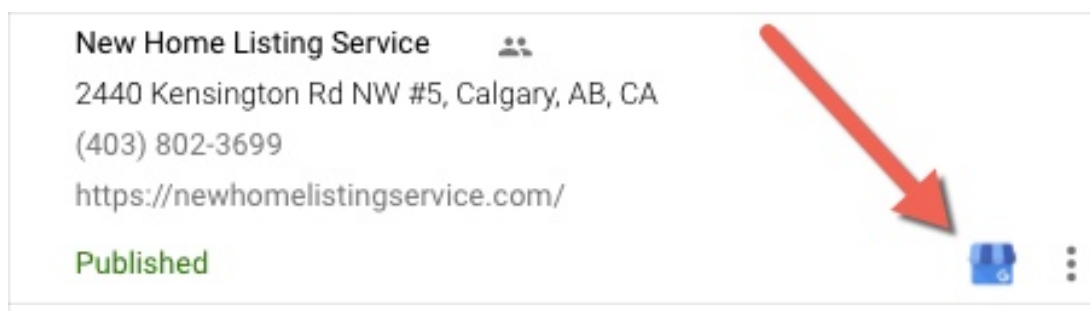 New Home Listing Service
2440 Kensington Rd NW #5, Calgary, AB, CA
(403) 802-3699
https://newhomelistingservice.com/
Published
G